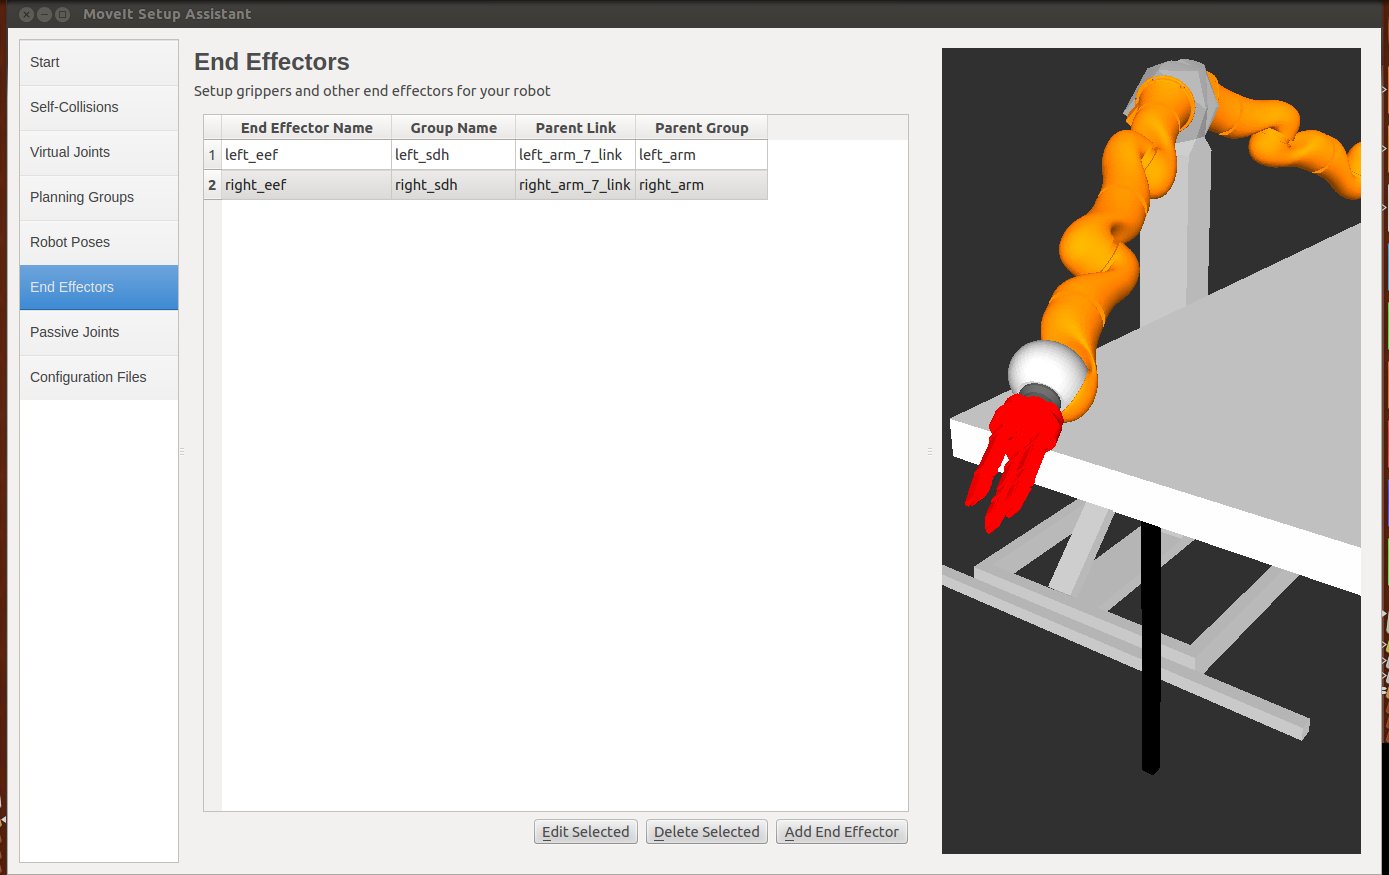 MoveIt Setup Assistant
Start
Self-Collisions
Virtual Joints
Planning Groups
Robot Poses
End Effectors
Passive Joints
Configuration Files
End Effectors
Setup grippers and other end effectors for your robot
End Effector Name Group Name Parent Link Parent Group
1 left_eef left_sdh left_arm_7_link left_arm
2 right_eef right_sdh right_arm_7_link right_arm
Edit Selected Delete Selected Add End Effector